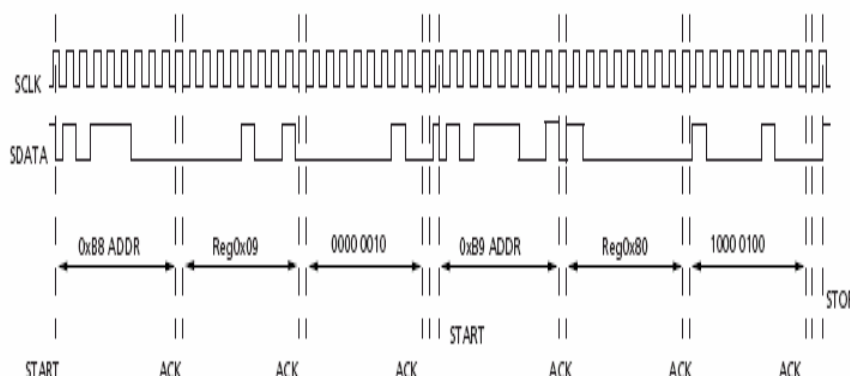 SCLK
SDATA
0xB8 ADDR Reg0x09 0000 0010 0xB9 ADDR Reg0x80 1000 0100
STOP
START
START ACK ACK ACK ACK ACK ACK